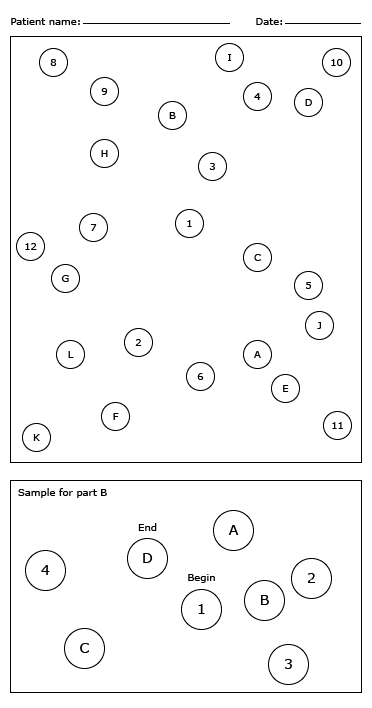 Patient name: Date:
8 I 10
9 4 D
B
H 3
7 1
12 C
G 5
J
2
L A
6 E
F 11
K
Sample for part B
End A
D
4 2
Begin
1 B
C 3